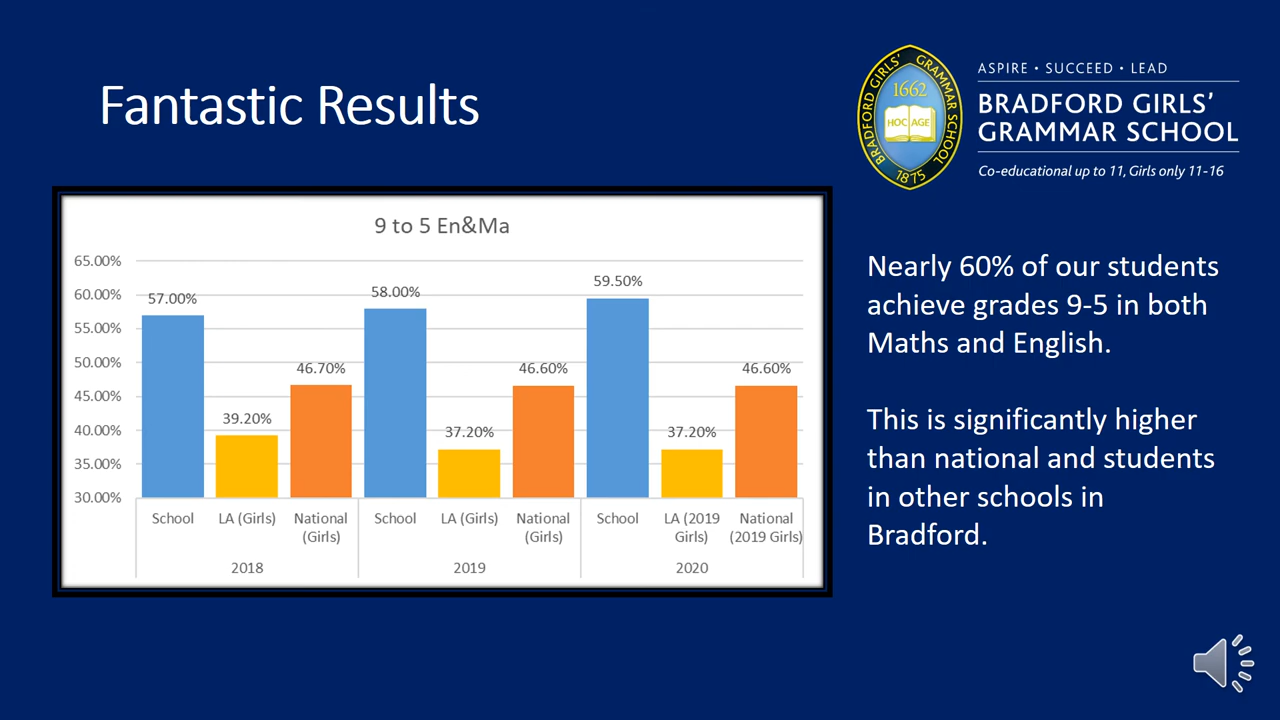 Fantastic Results
BRADFORD GIRLS' GRAMMAR SCHOOL
1662
HOC AGE
1875
ASPIRE • SUCCEED • LEAD
BRADFORD GIRLS'
GRAMMAR SCHOOL
Co-educational up to 11, Girls only 11-16
9 to 5 En&Ma
65.00%
60.00%
55.00%
50.00%
45.00%
40.00%
35.00%
30.00%
57.00%
39.20%
46.70%
58.00%
37.20%
46.60%
59.50%
37.20%
46.60%
School
LA (Girls)
National
(Girls)
School
LA (Girls)
National
(Girls)
School
LA (2019
Girls)
National
(2019 Girls)
2018
2019
2020
Nearly 60% of our students
achieve grades 9-5 in both
Maths and English.
This is significantly higher
than national and students
in other schools in
Bradford.